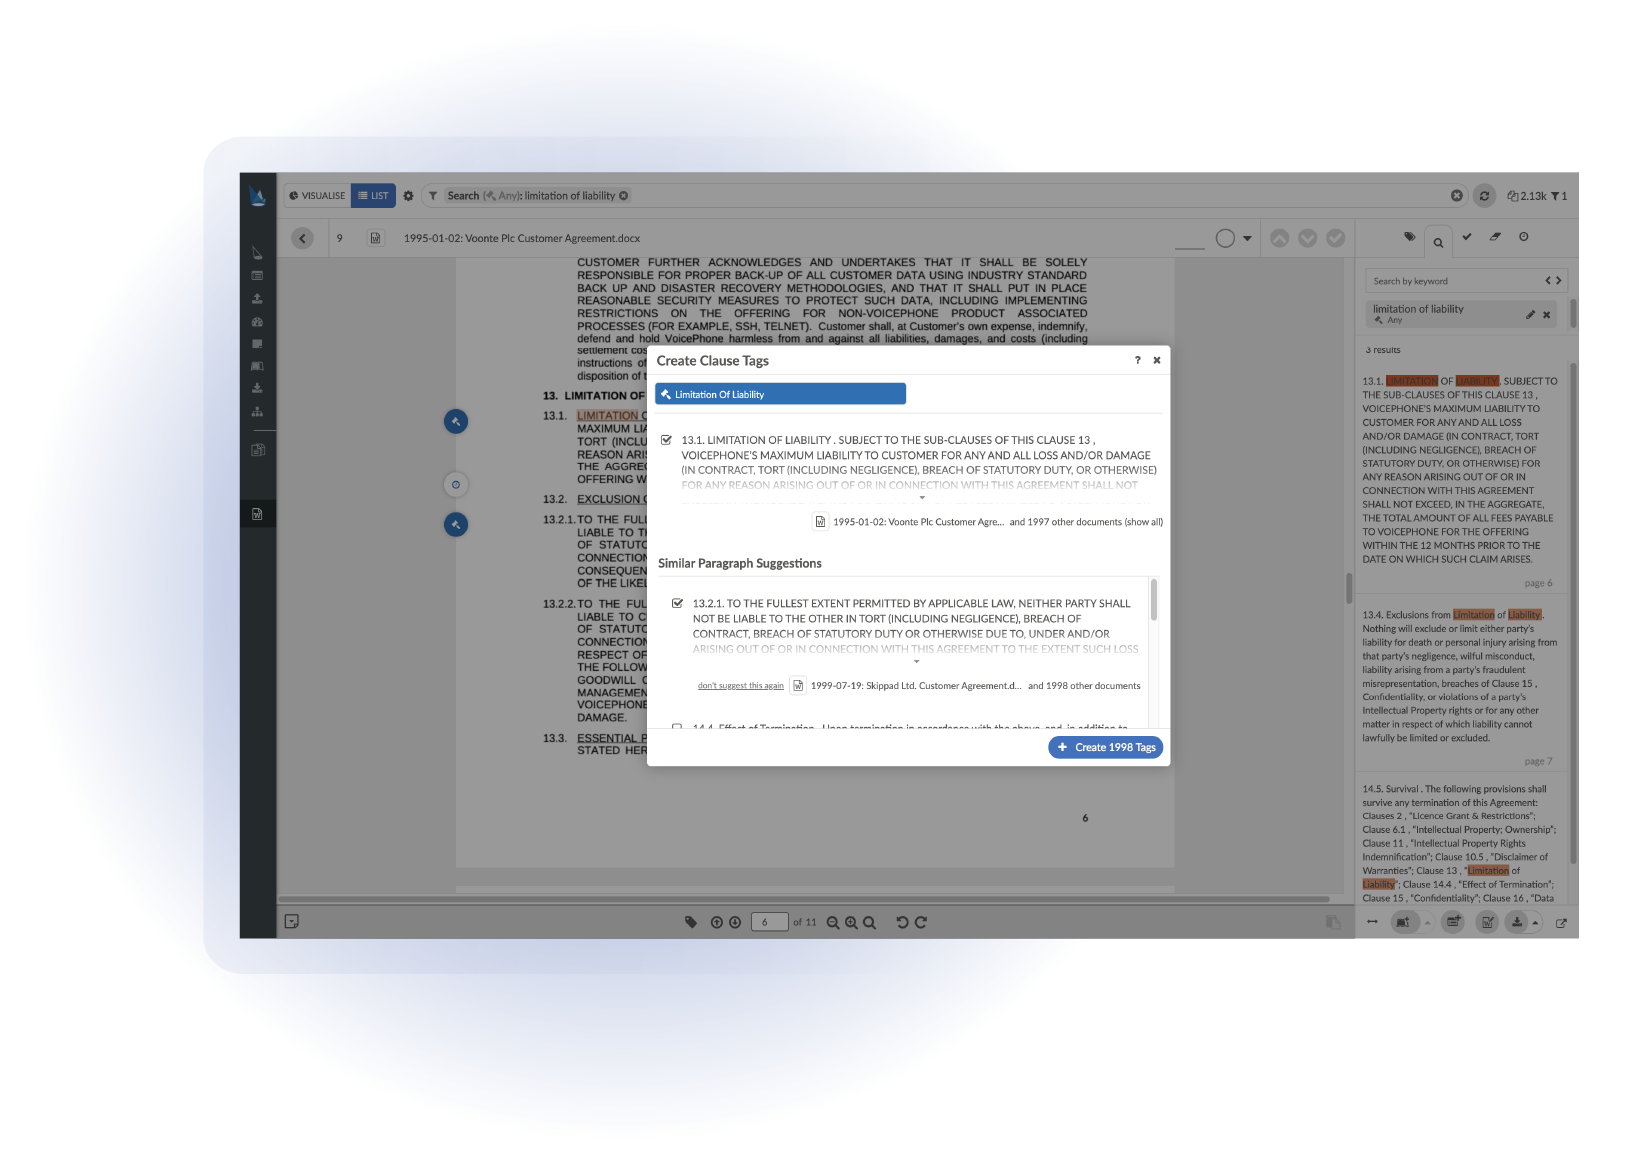 VISUALISE
LIST
Search ( Any): limitation of liability
2.13k 1
9
1995-01-02: Voonte Plc Customer Agreement.docx
CUSTOMER FURTHER ACKNOWLEDGES AND UNDERTAKES THAT IT SHALL BE SOLELY
RESPONSIBLE FOR PROPER BACK-UP OF ALL CUSTOMER DATA USING INDUSTRY STANDARD
BACK UP AND DISASTER RECOVERY METHODOLOGIES, AND THAT IT SHALL PUT IN PLACE
REASONABLE SECURITY MEASURES TO PROTECT SUCH DATA, INCLUDING IMPLEMENTING
RESTRICTIONS ON THE OFFERING FOR NON-VOICEPHONE PRODUCT ASSOCIATED
PROCESSES (FOR EXAMPLE, SSH, TELNET). Customer shall, at Customer's own expense, indemnify,
defend and hold VoicePhone harmless from and against all liabilities, damages, and costs (including
settlement cos
instructions of
disposition of t
13. LIMITATION OF
13.1. LIMITATION O
MAXIMUM LIA
TORT (INCLU
REASON ARIS
THE AGGREG
OFFERING W
13.2. EXCLUSION O
13.2.1. TO THE FULL
LIABLE TO TH
OF STATUTO
CONNECTION
CONSEQUEN
OF THE LIKEL
13.2.2. TO THE FUL
LIABLE TO C
OF STATUTO
CONNECTION
RESPECT OF
THE FOLLOW
GOODWILL O
MANAGEMEN
VOICEPHONE
DAMAGE.
13.3. ESSENTIAL P
STATED HER
6
Create Clause Tags
?
Limitation Of Liability
13.1. LIMITATION OF LIABILITY . SUBJECT TO THE SUB-CLAUSES OF THIS CLAUSE 13 ,
VOICEPHONE'S MAXIMUM LIABILITY TO CUSTOMER FOR ANY AND ALL LOSS AND/OR DAMAGE
(IN CONTRACT, TORT (INCLUDING NEGLIGENCE), BREACH OF STATUTORY DUTY, OR OTHERWISE)
FOR ANY REASON ARISING OUT OF OR IN CONNECTION WITH THIS AGREEMENT SHALL NOT
1995-01-02: Voonte Plc Customer Agre... and 1997 other documents (show all)
Similar Paragraph Suggestions
13.2.1. TO THE FULLEST EXTENT PERMITTED BY APPLICABLE LAW, NEITHER PARTY SHALL
NOT BE LIABLE TO THE OTHER IN TORT (INCLUDING NEGLIGENCE), BREACH OF
CONTRACT, BREACH OF STATUTORY DUTY OR OTHERWISE DUE TO, UNDER AND/OR
ARISING OUT OF OR IN CONNECTION WITH THIS AGREEMENT TO THE EXTENT SUCH LOSS
don't suggest this again 1999-07-19: Skippad Ltd. Customer Agreement.d... and 1998 other documents
14.4. Effect of Termination . Upon termination in accordance with the above, and, in addition to
Create 1998 Tags
6 of 11
Search by keyword
limitation of liability
Any
3 results
13.1. LIMITATION OF LIABILITY . SUBJECT TO
THE SUB-CLAUSES OF THIS CLAUSE 13 ,
VOICEPHONE'S MAXIMUM LIABILITY TO
CUSTOMER FOR ANY AND ALL LOSS
AND/OR DAMAGE (IN CONTRACT, TORT
(INCLUDING NEGLIGENCE), BREACH OF
STATUTORY DUTY, OR OTHERWISE) FOR
ANY REASON ARISING OUT OF OR IN
CONNECTION WITH THIS AGREEMENT
SHALL NOT EXCEED, IN THE AGGREGATE,
THE TOTAL AMOUNT OF ALL FEES PAYABLE
TO VOICEPHONE FOR THE OFFERING
WITHIN THE 12 MONTHS PRIOR TO THE
DATE ON WHICH SUCH CLAIM ARISES.
page 6
13.4. Exclusions from Limitation of Liability .
Nothing will exclude or limit either party's
liability for death or personal injury arising from
that party's negligence, wilful misconduct,
liability arising from a party's fraudulent
misrepresentation, breaches of Clause 15 ,
Confidentiality, or violations of a party's
Intellectual Property rights or for any other
matter in respect of which liability cannot
lawfully be limited or excluded.
page 7
14.5. Survival . The following provisions shall
survive any termination of this Agreement:
Clauses 2 , "Licence Grant & Restrictions";
Clause 6.1 , "Intellectual Property; Ownership";
Clause 11 , "Intellectual Property Rights
Indemnification"; Clause 10.5 , "Disclaimer of
Warranties"; Clause 13 , "Limitation of
Liability"; Clause 14.4 , "Effect of Termination";
Clause 15 , "Confidentiality"; Clause 16 , "Data